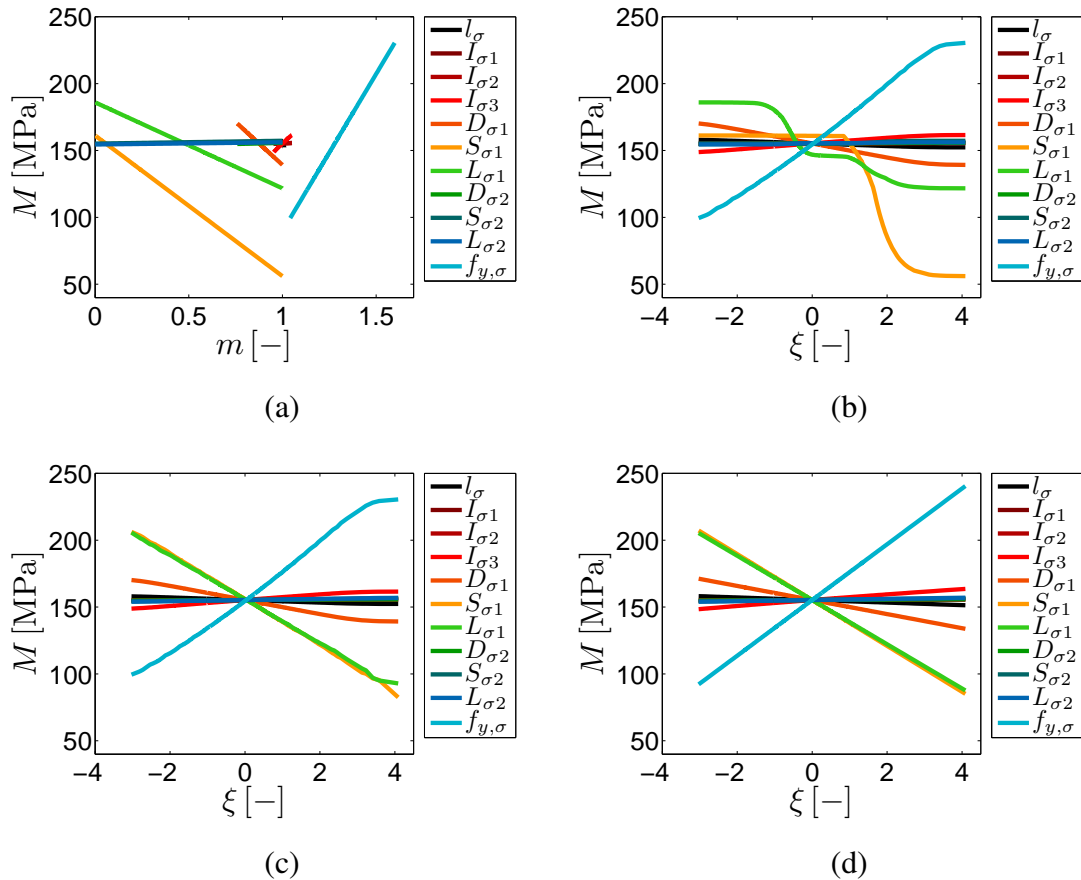 250
200
150
100
50
M [MPa]
0 0.5 1 1.5
m [−]
l_σ
I_σ1
I_σ2
I_σ3
D_σ1
S_σ1
L_σ1
D_σ2
S_σ2
L_σ2
f_y,σ
(a)
250
200
150
100
50
M [MPa]
−4 −2 0 2 4
ξ [−]
l_σ
I_σ1
I_σ2
I_σ3
D_σ1
S_σ1
L_σ1
D_σ2
S_σ2
L_σ2
f_y,σ
(b)
250
200
150
100
50
M [MPa]
−4 −2 0 2 4
ξ [−]
l_σ
I_σ1
I_σ2
I_σ3
D_σ1
S_σ1
L_σ1
D_σ2
S_σ2
L_σ2
f_y,σ
(c)
250
200
150
100
50
M [MPa]
−4 −2 0 2 4
ξ [−]
l_σ
I_σ1
I_σ2
I_σ3
D_σ1
S_σ1
L_σ1
D_σ2
S_σ2
L_σ2
f_y,σ
(d)